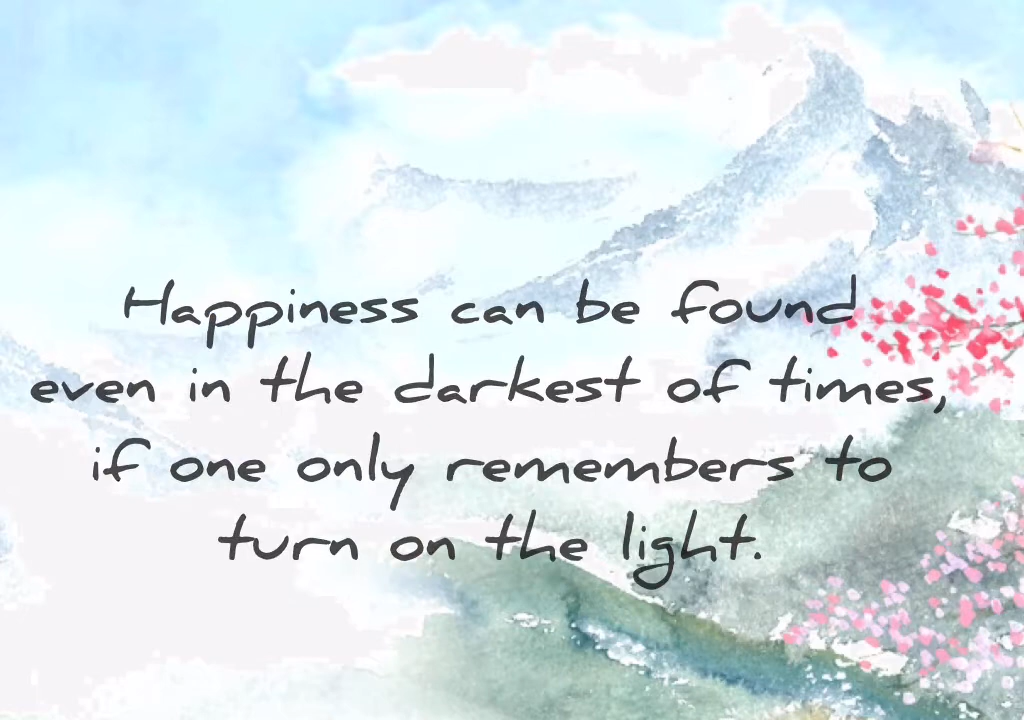 Happiness can be found
even in the darkest of times,
if one only remembers to
turn on the light.